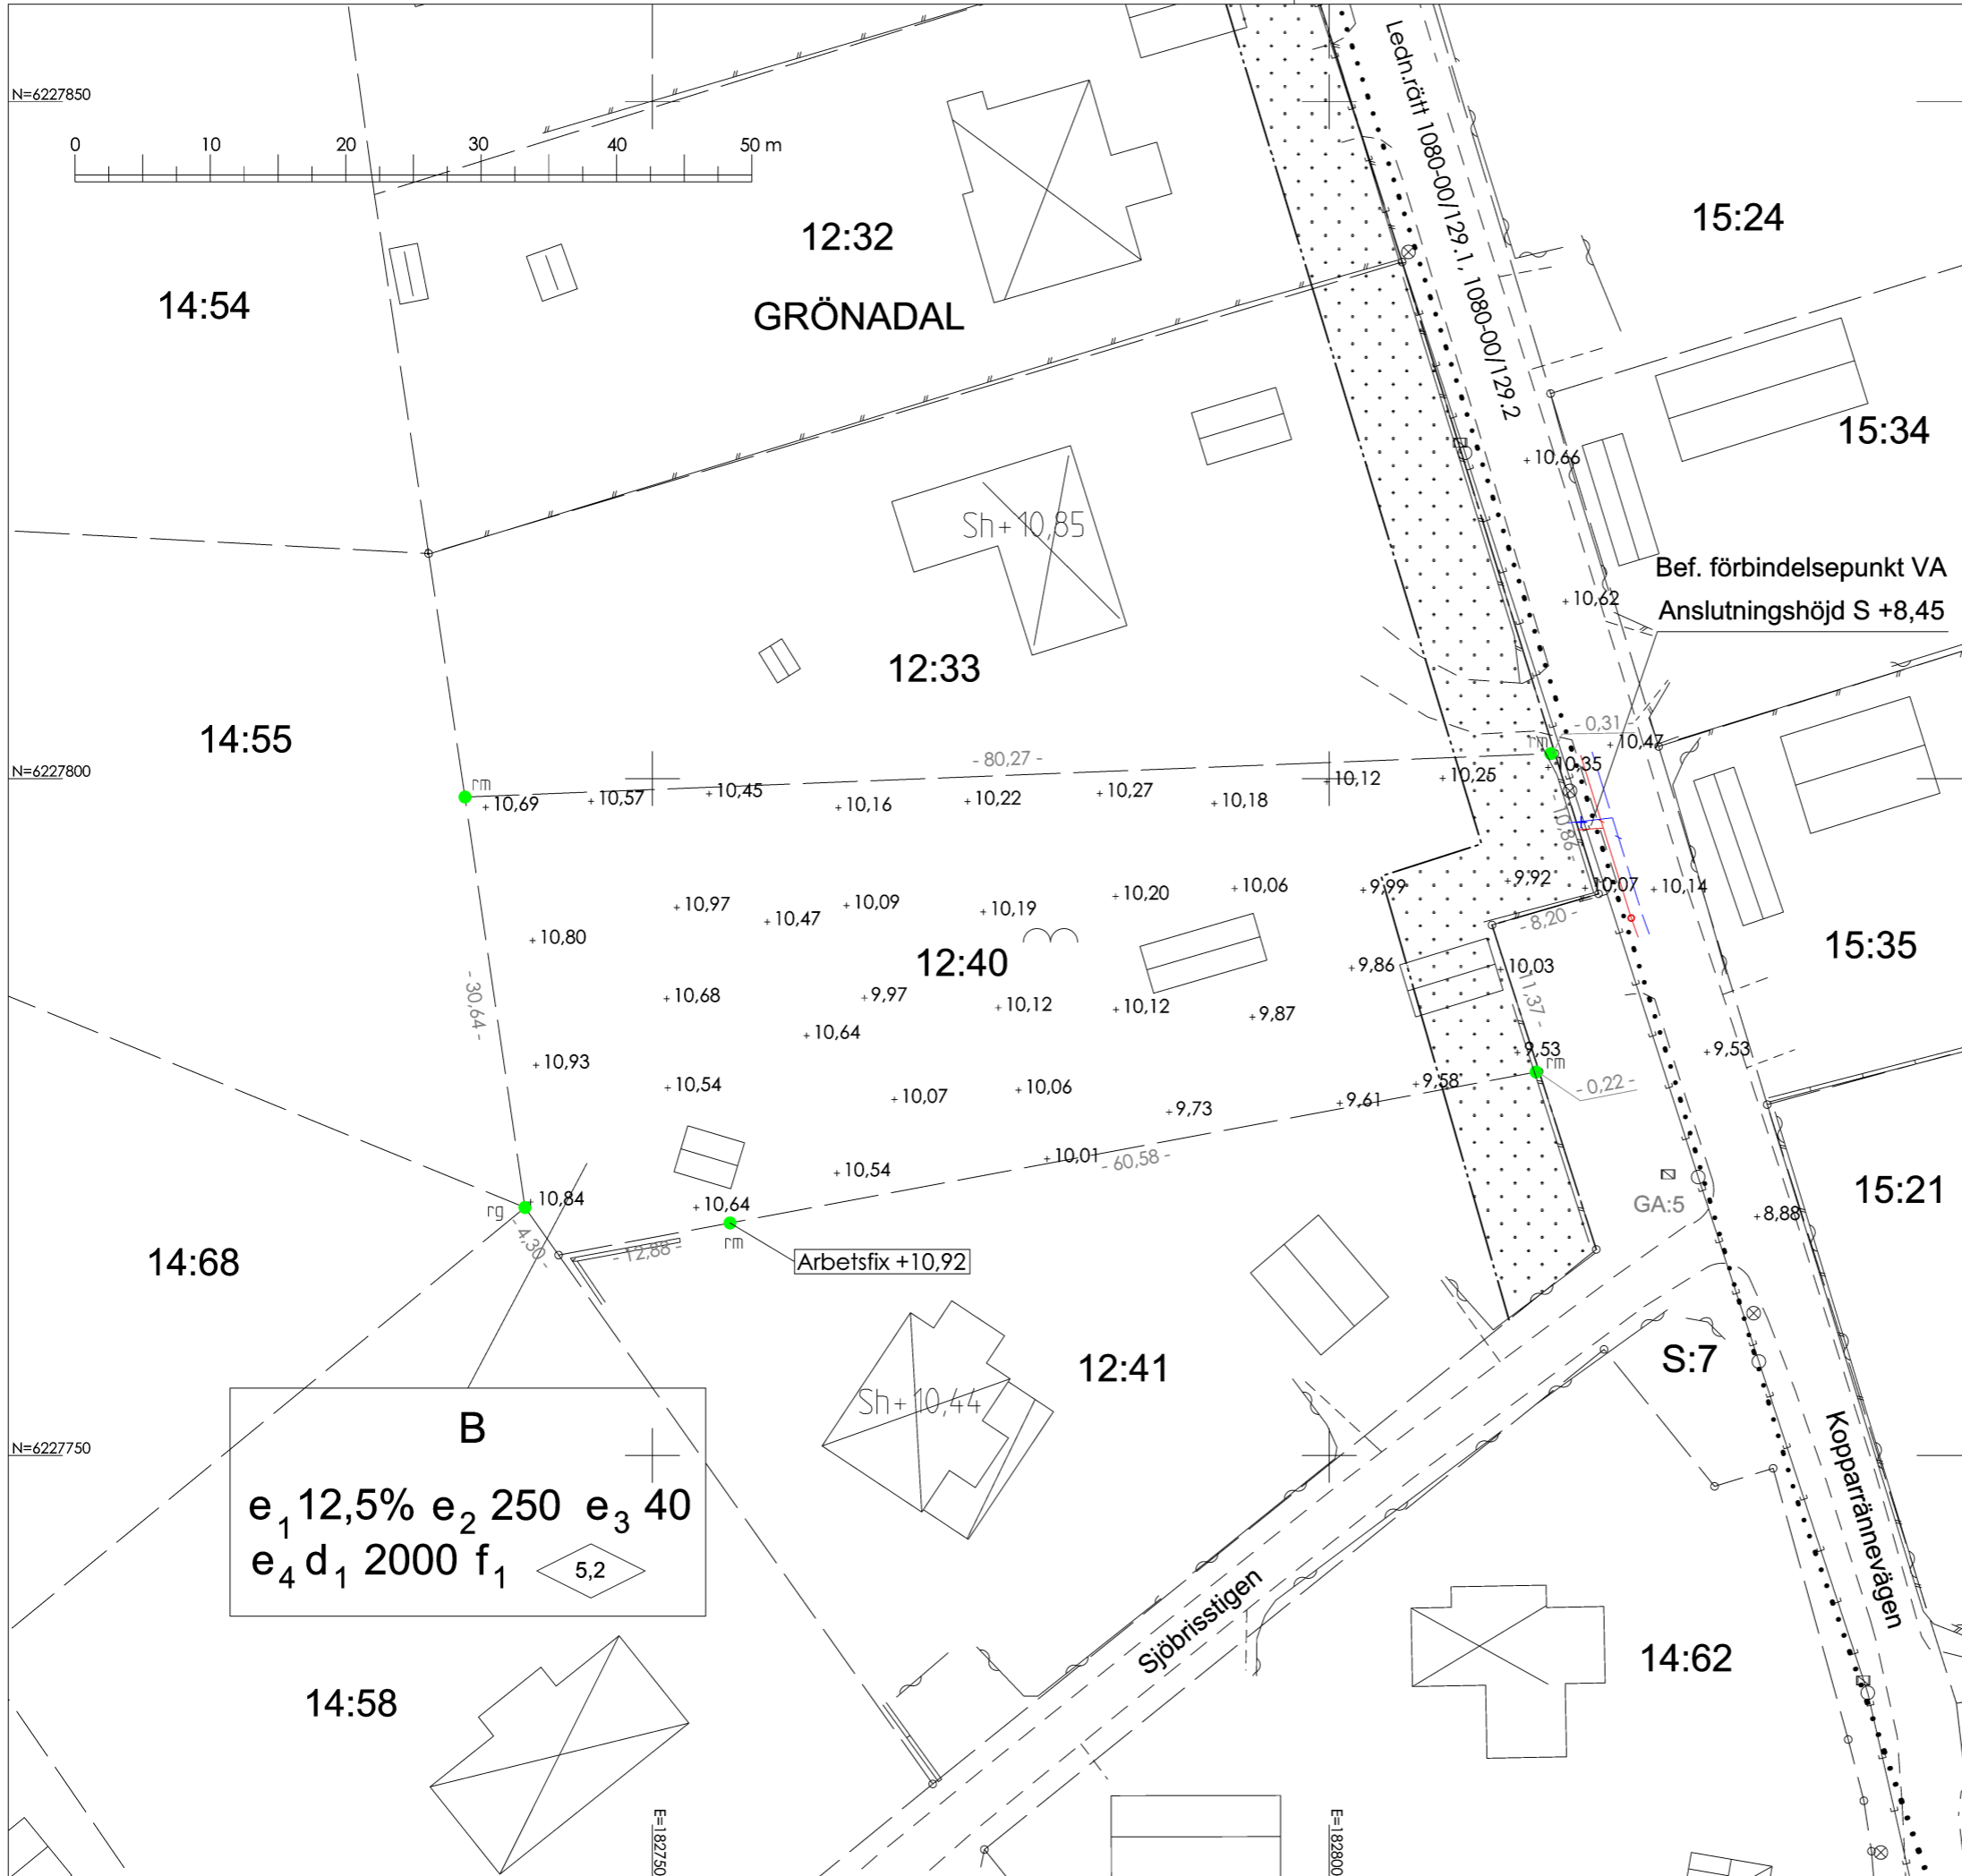 N=6227850
0 10 20 30 40 50 m
Ledn.rätt 1080-00/129.1, 1080-00/129.2
12:32
15:24
14:54
GRÖNADAL
15:34
+10,66
Sh+10,85
Bef. förbindelsepunkt VA
+10,62
Anslutningshöjd S +8,45
12:33
14:55
- 0,31 -
+10,47
- 80,27 -
rm
+10,35
N=6227800
rm
+10,69
+10,57
+10,45
+10,16
+10,22
+10,27
+10,18
+10,12
+10,25
- 10,86 -
+10,97
+10,47
+10,09
+10,19
+10,20
+10,06
+9,99
+9,92
+10,07
+10,14
- 8,20 -
+10,80
12:40
15:35
+9,86
+10,03
- 30,64 -
+10,68
+9,97
+10,12
+10,12
+9,87
11,37 -
+10,64
+10,93
+9,53
rm
+9,53
+10,54
+10,07
+10,06
+9,73
+9,61
+9,58
- 0,22 -
+10,54
+10,01
- 60,58 -
15:21
GA:5
+10,84
rg
+10,64
+8,88
- 4,30 -
- 12,88 -
rm
14:68
Arbetsfix +10,92
12:41
S:7
Sh+10,44
B
N=6227750
e1 12,5% e2 250 e3 40
e4 d1 2000 f1 5,2
Kopparrännevägen
Sjöbrisstigen
14:62
14:58
E=182750
E=182800